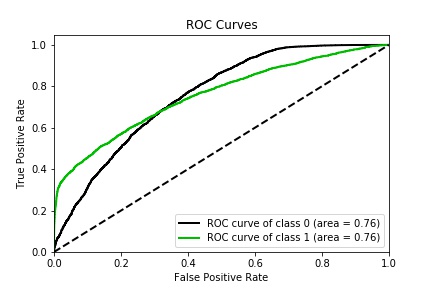 ROC Curves
True Positive Rate
1.0
0.8
0.6
0.4
0.2
0.0
ROC curve of class 0 (area = 0.76)
ROC curve of class 1 (area = 0.76)
0.0 0.2 0.4 0.6 0.8 1.0
False Positive Rate